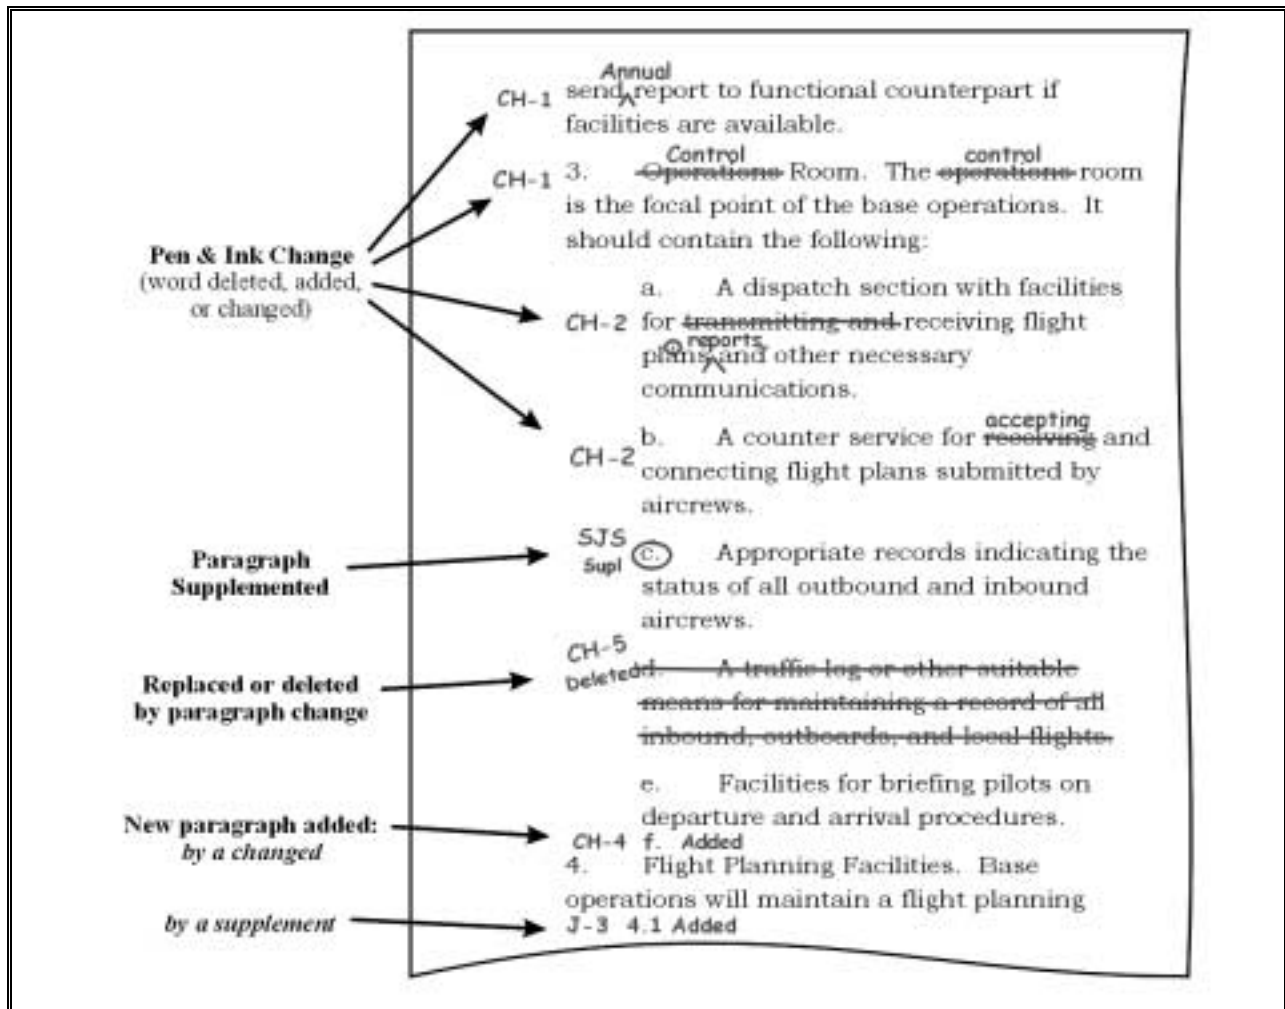 Annual
CH-1 send report to functional counterpart if
facilities are available.
Control control
CH-1 3. Operations Room. The operations room
is the focal point of the base operations. It
should contain the following:
Pen & Ink Change
(word deleted, added,
or changed)
a. A dispatch section with facilities
CH-2 for transmitting and receiving flight
, reports
plans and other necessary
communications.
accepting
b. A counter service for receiving and
CH-2 connecting flight plans submitted by
aircrews.
Paragraph
Supplemented
SJS
Supl
c. Appropriate records indicating the
status of all outbound and inbound
aircrews.
Replaced or deleted
by paragraph change
CH-5
Deleted d. A traffic log or other suitable
means for maintaining a record of all
inbound, outboards, and local flights.
e. Facilities for briefing pilots on
departure and arrival procedures.
New paragraph added:
by a changed
CH-4 f. Added
4. Flight Planning Facilities. Base
operations will maintain a flight planning
by a supplement
J-3 4.1 Added